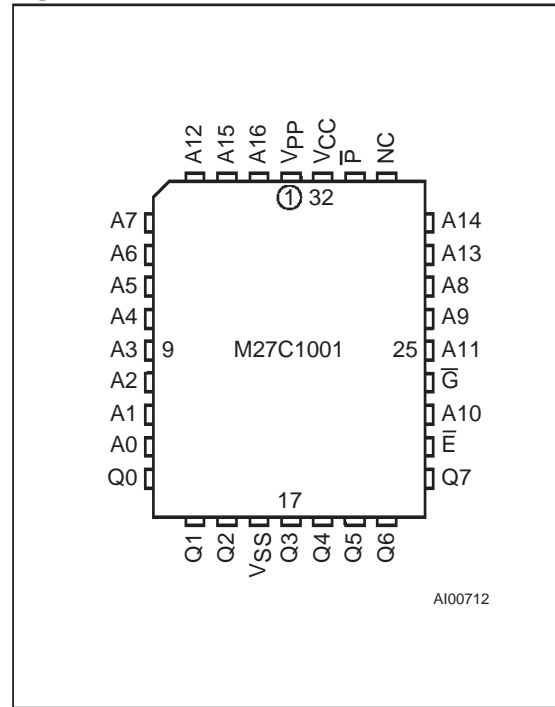 A12 A15 A16 VPP VCC P̅ NC
① 32
A7 A14
A6 A13
A5 A8
A4 A9
A3 9 M27C1001 25 A11
A2 G̅
A1 A10
A0 E̅
Q0 Q7
17
Q1 Q2 VSS Q3 Q4 Q5 Q6
AI00712